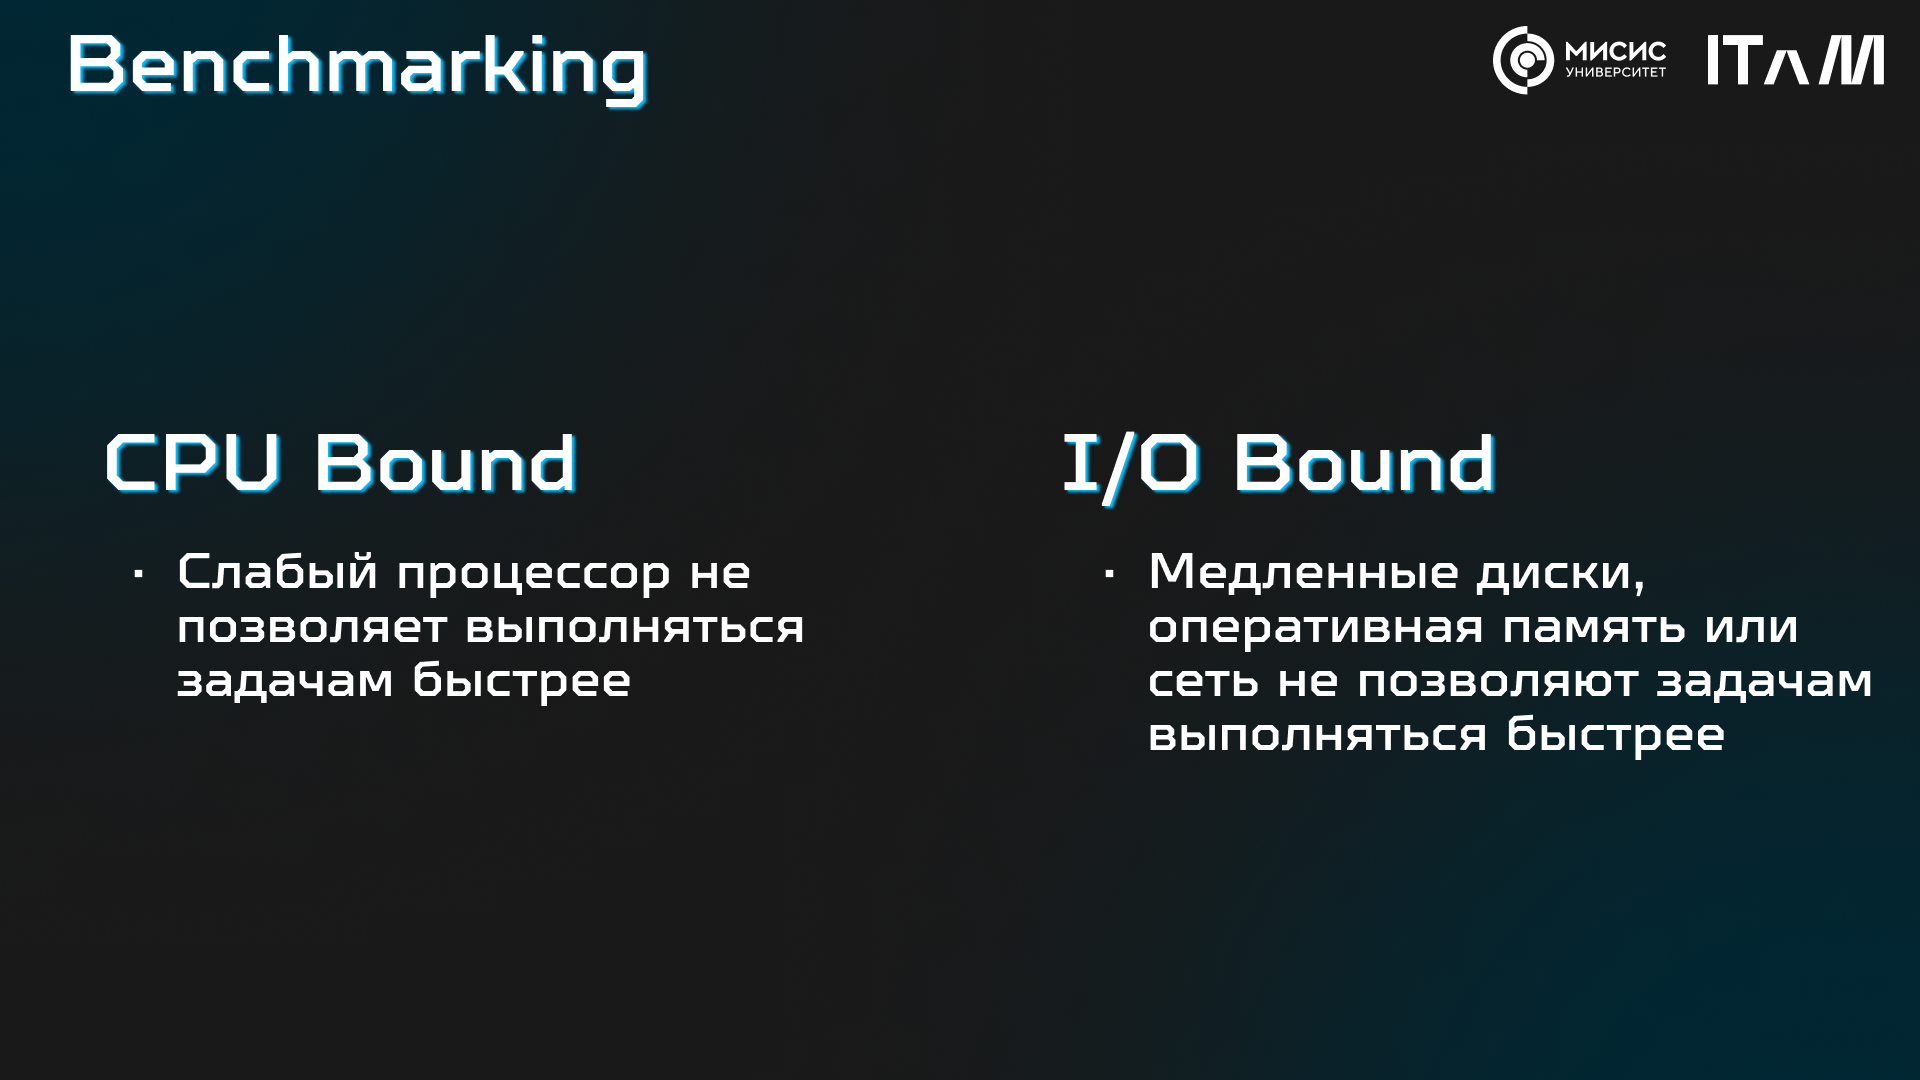 Benchmarking
МИСИС
УНИВЕРСИТЕТ
ITAM
CPU Bound
· Слабый процессор не
позволяет выполняться
задачам быстрее
I/O Bound
· Медленные диски,
оперативная память или
сеть не позволяют задачам
выполняться быстрее